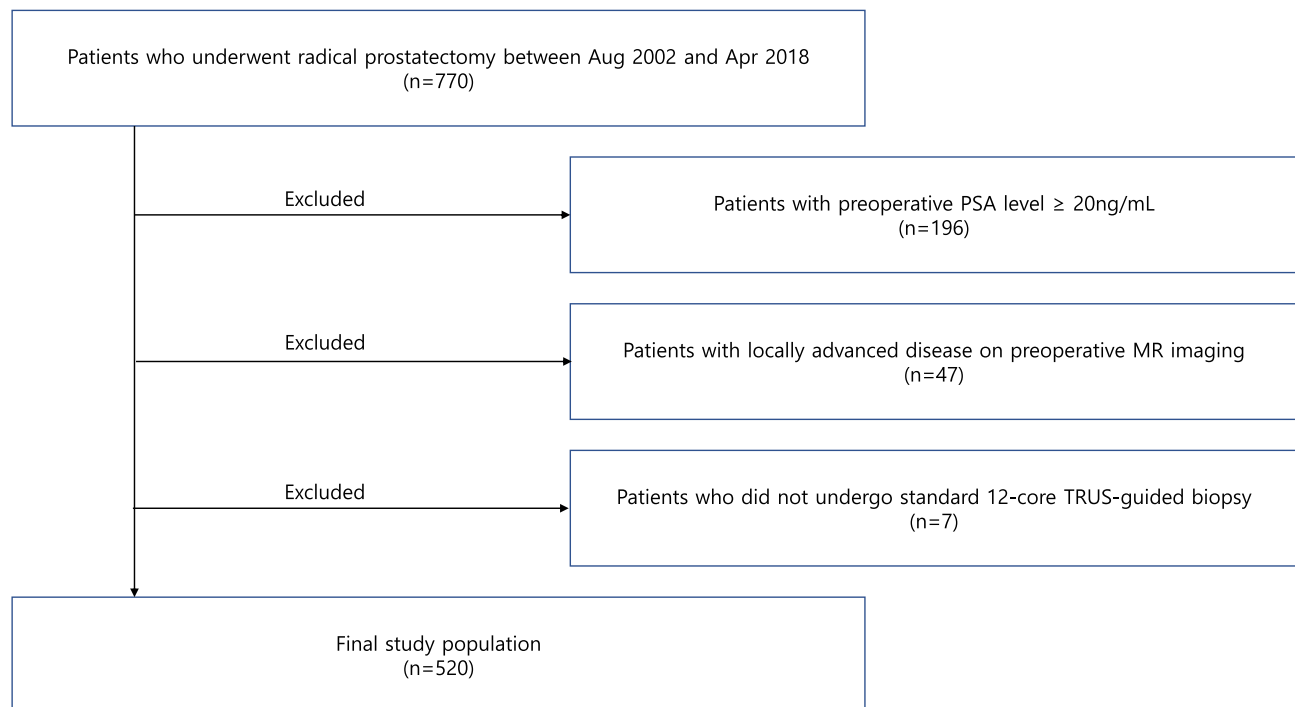 Patients who underwent radical prostatectomy between Aug 2002 and Apr 2018
(n=770)
Excluded
Patients with preoperative PSA level ≥ 20ng/mL
(n=196)
Excluded
Patients with locally advanced disease on preoperative MR imaging
(n=47)
Excluded
Patients who did not undergo standard 12-core TRUS-guided biopsy
(n=7)
Final study population
(n=520)